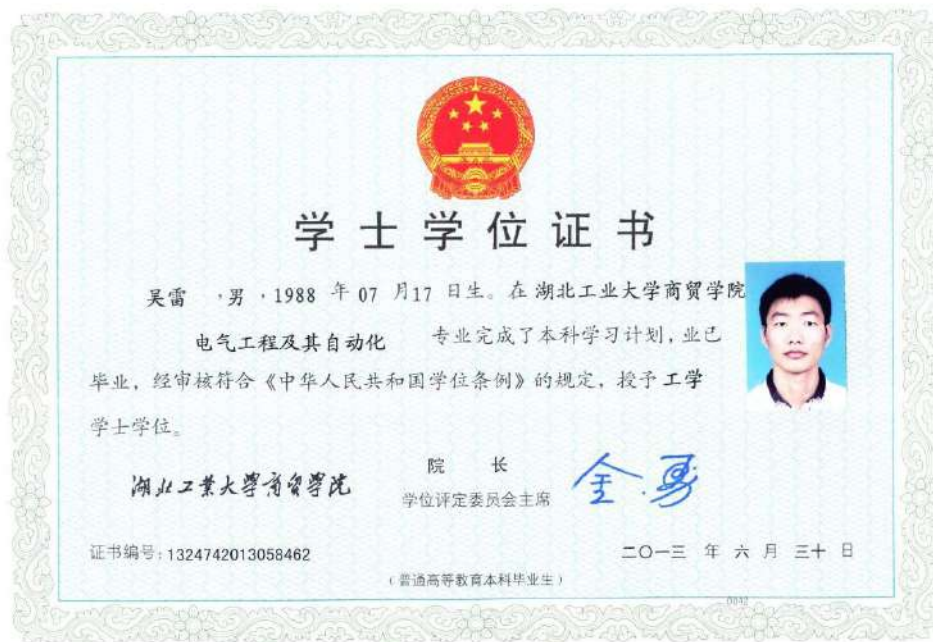 学士学位证书
吴雷 ,男,1988 年 07 月17 日生。在 湖北工业大学商贸学院
电气工程及其自动化 专业完成了本科学习计划,业已
毕业,经审核符合《中华人民共和国学位条例》的规定,授予 工学
学士学位。
湖北工業大学商贸学院
院 长
学位评定委员会主席
金勇
证书编号:1324742013058462
二〇一三 年 六 月 三十 日
(普通高等教育本科毕业生)
0042